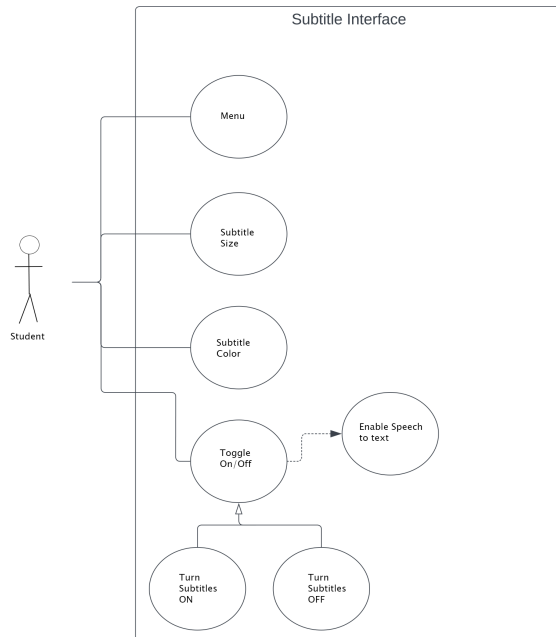 Subtitle Interface
Menu
Subtitle
Size
Student
Subtitle
Color
Enable Speech
to text
Toggle
On/Off
Turn
Subtitles
ON
Turn
Subtitles
OFF